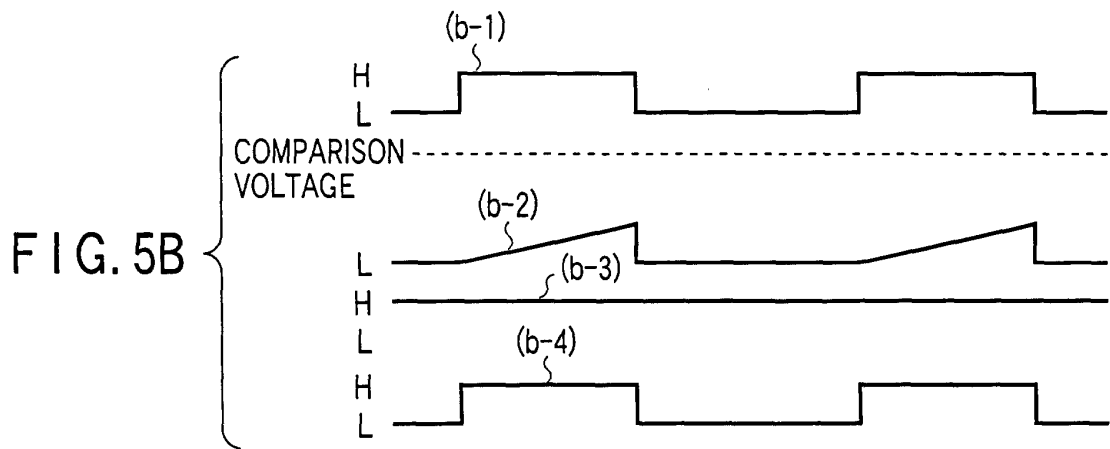 (b-1)
H
L
COMPARISON
VOLTAGE
(b-2)
FIG. 5B
L
(b-3)
H
L
(b-4)
H
L